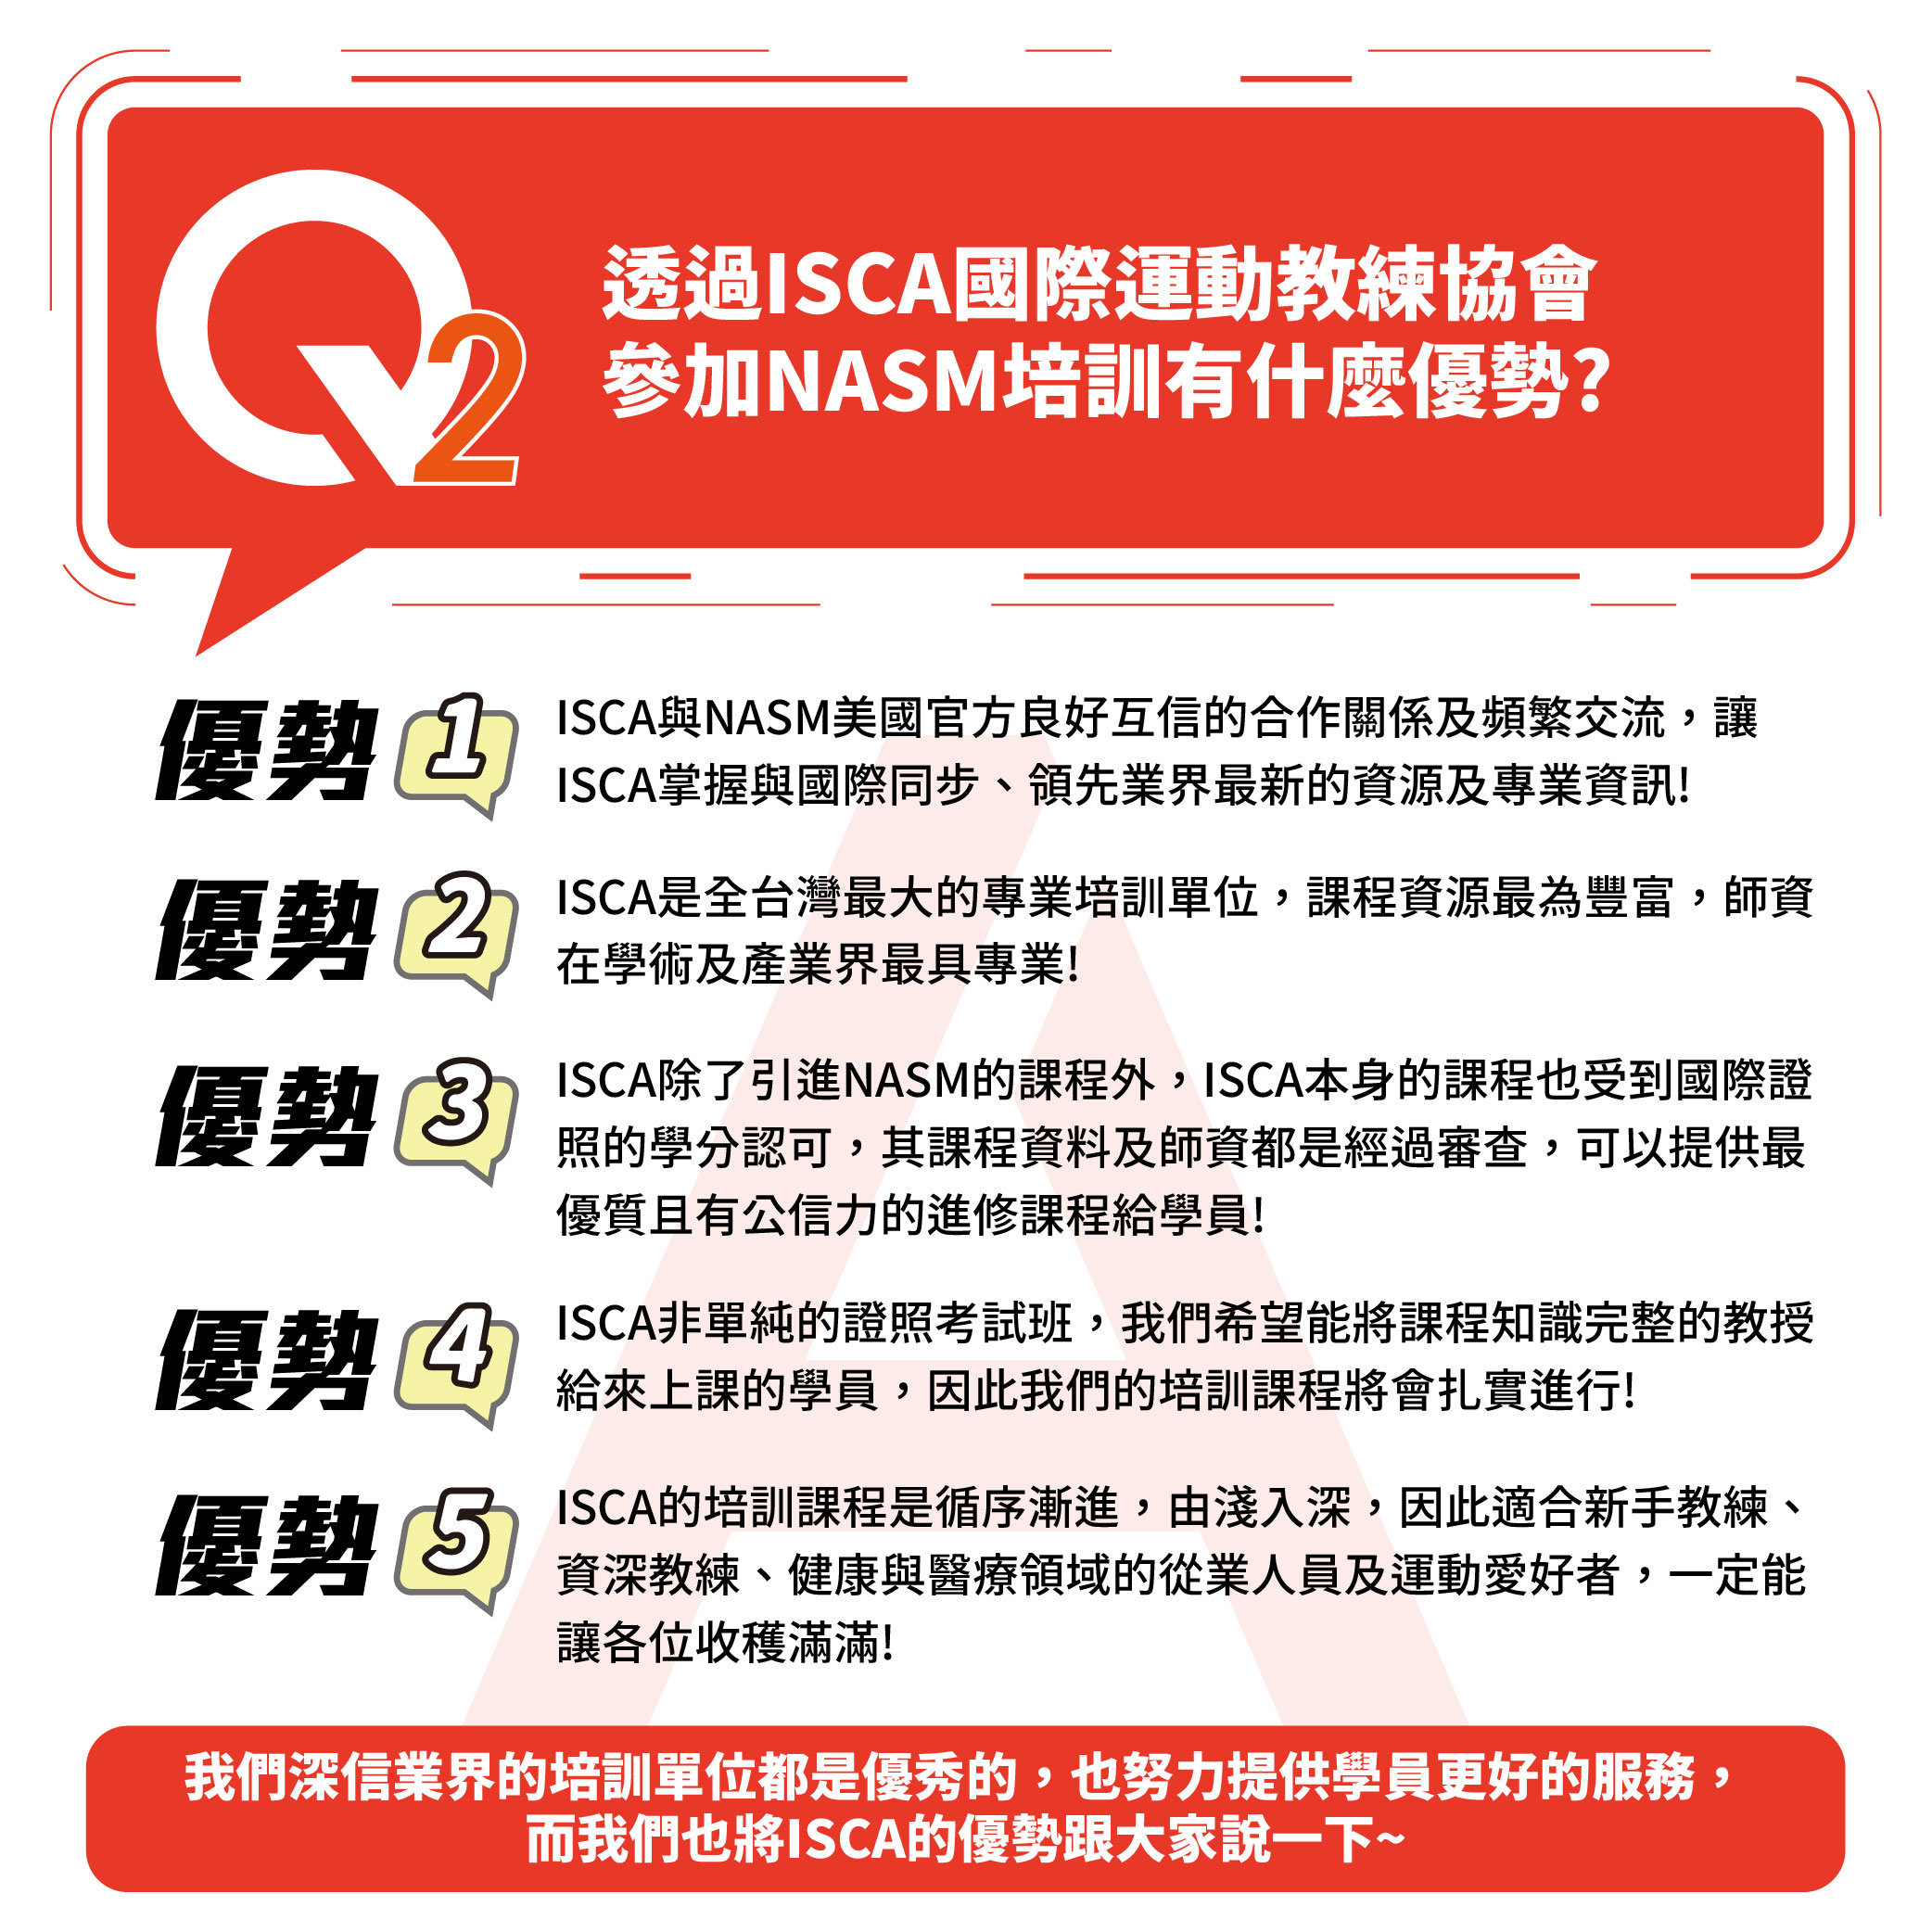 Q2
透過ISCA國際運動教練協會
參加NASM培訓有什麼優勢?
優勢1
ISCA與NASM美國官方良好互信的合作關係及頻繁交流，讓
ISCA掌握與國際同步、領先業界最新的資源及專業資訊!
優勢2
ISCA是全台灣最大的專業培訓單位，課程資源最為豐富，師資
在學術及產業界最具專業!
優勢3
ISCA除了引進NASM的課程外，ISCA本身的課程也受到國際證
照的學分認可，其課程資料及師資都是經過審查，可以提供最
優質且有公信力的進修課程給學員!
優勢4
ISCA非單純的證照考試班，我們希望能將課程知識完整的教授
給來上課的學員，因此我們的培訓課程將會扎實進行!
優勢5
ISCA的培訓課程是循序漸進，由淺入深，因此適合新手教練、
資深教練、健康與醫療領域的從業人員及運動愛好者，一定能
讓各位收穫滿滿!
我們深信業界的培訓單位都是優秀的，也努力提供學員更好的服務，
而我們也將ISCA的優勢跟大家說一下~